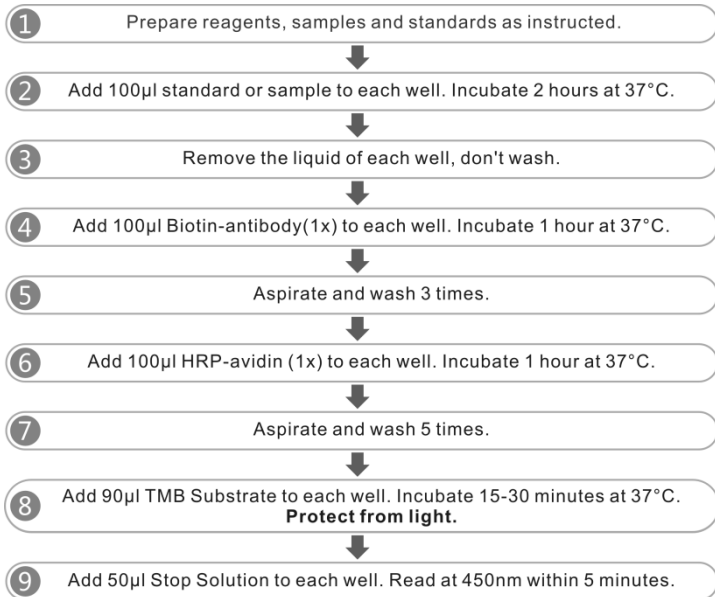 1 Prepare reagents, samples and standards as instructed.
2 Add 100µl standard or sample to each well. Incubate 2 hours at 37°C.
3 Remove the liquid of each well, don't wash.
4 Add 100µl Biotin-antibody(1x) to each well. Incubate 1 hour at 37°C.
5 Aspirate and wash 3 times.
6 Add 100µl HRP-avidin (1x) to each well. Incubate 1 hour at 37°C.
7 Aspirate and wash 5 times.
8 Add 90µl TMB Substrate to each well. Incubate 15-30 minutes at 37°C.
Protect from light.
9 Add 50µl Stop Solution to each well. Read at 450nm within 5 minutes.